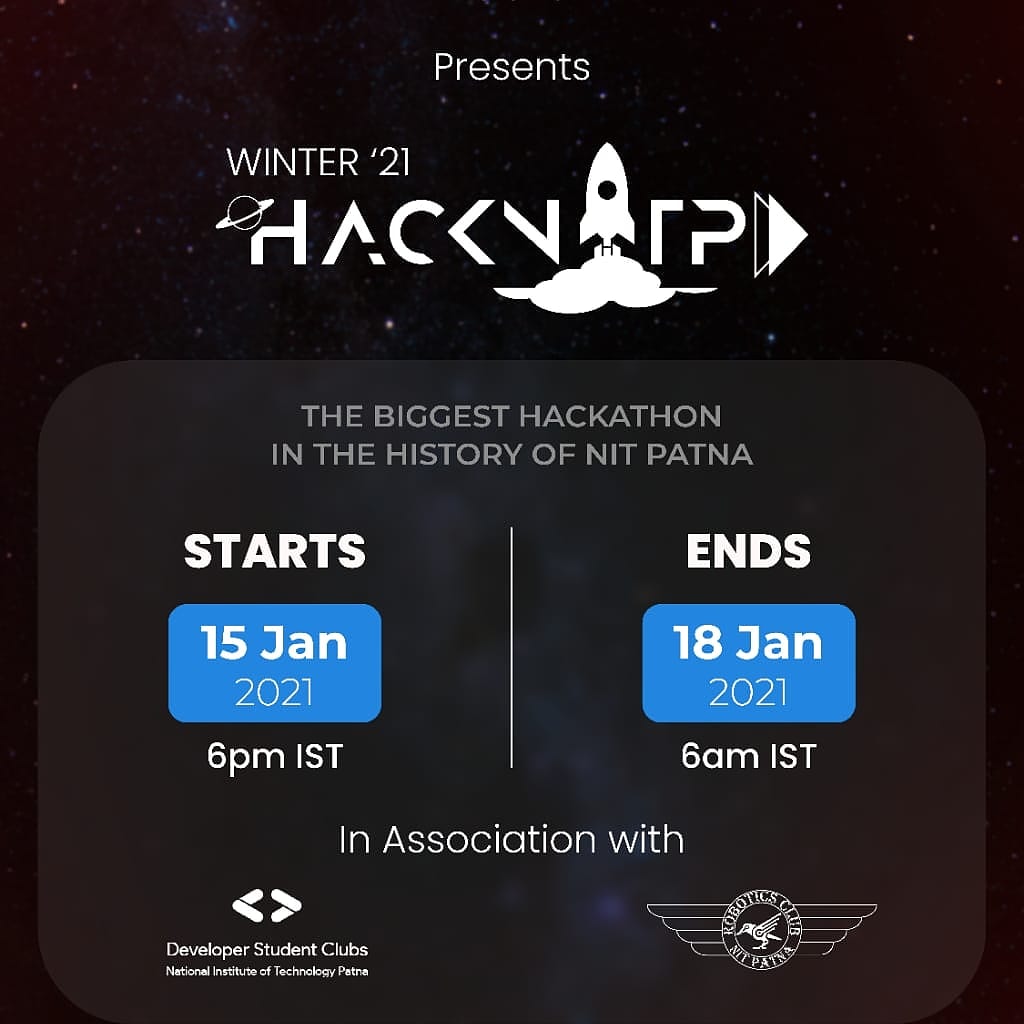 Presents
WINTER ‘21
HACKNITP
THE BIGGEST HACKATHON
IN THE HISTORY OF NIT PATNA
STARTS
15 Jan
2021
6pm IST
ENDS
18 Jan
2021
6am IST
In Association with
Developer Student Clubs
National Institute of Technology Patna
ROBOTICS CLUB
NIT PATNA